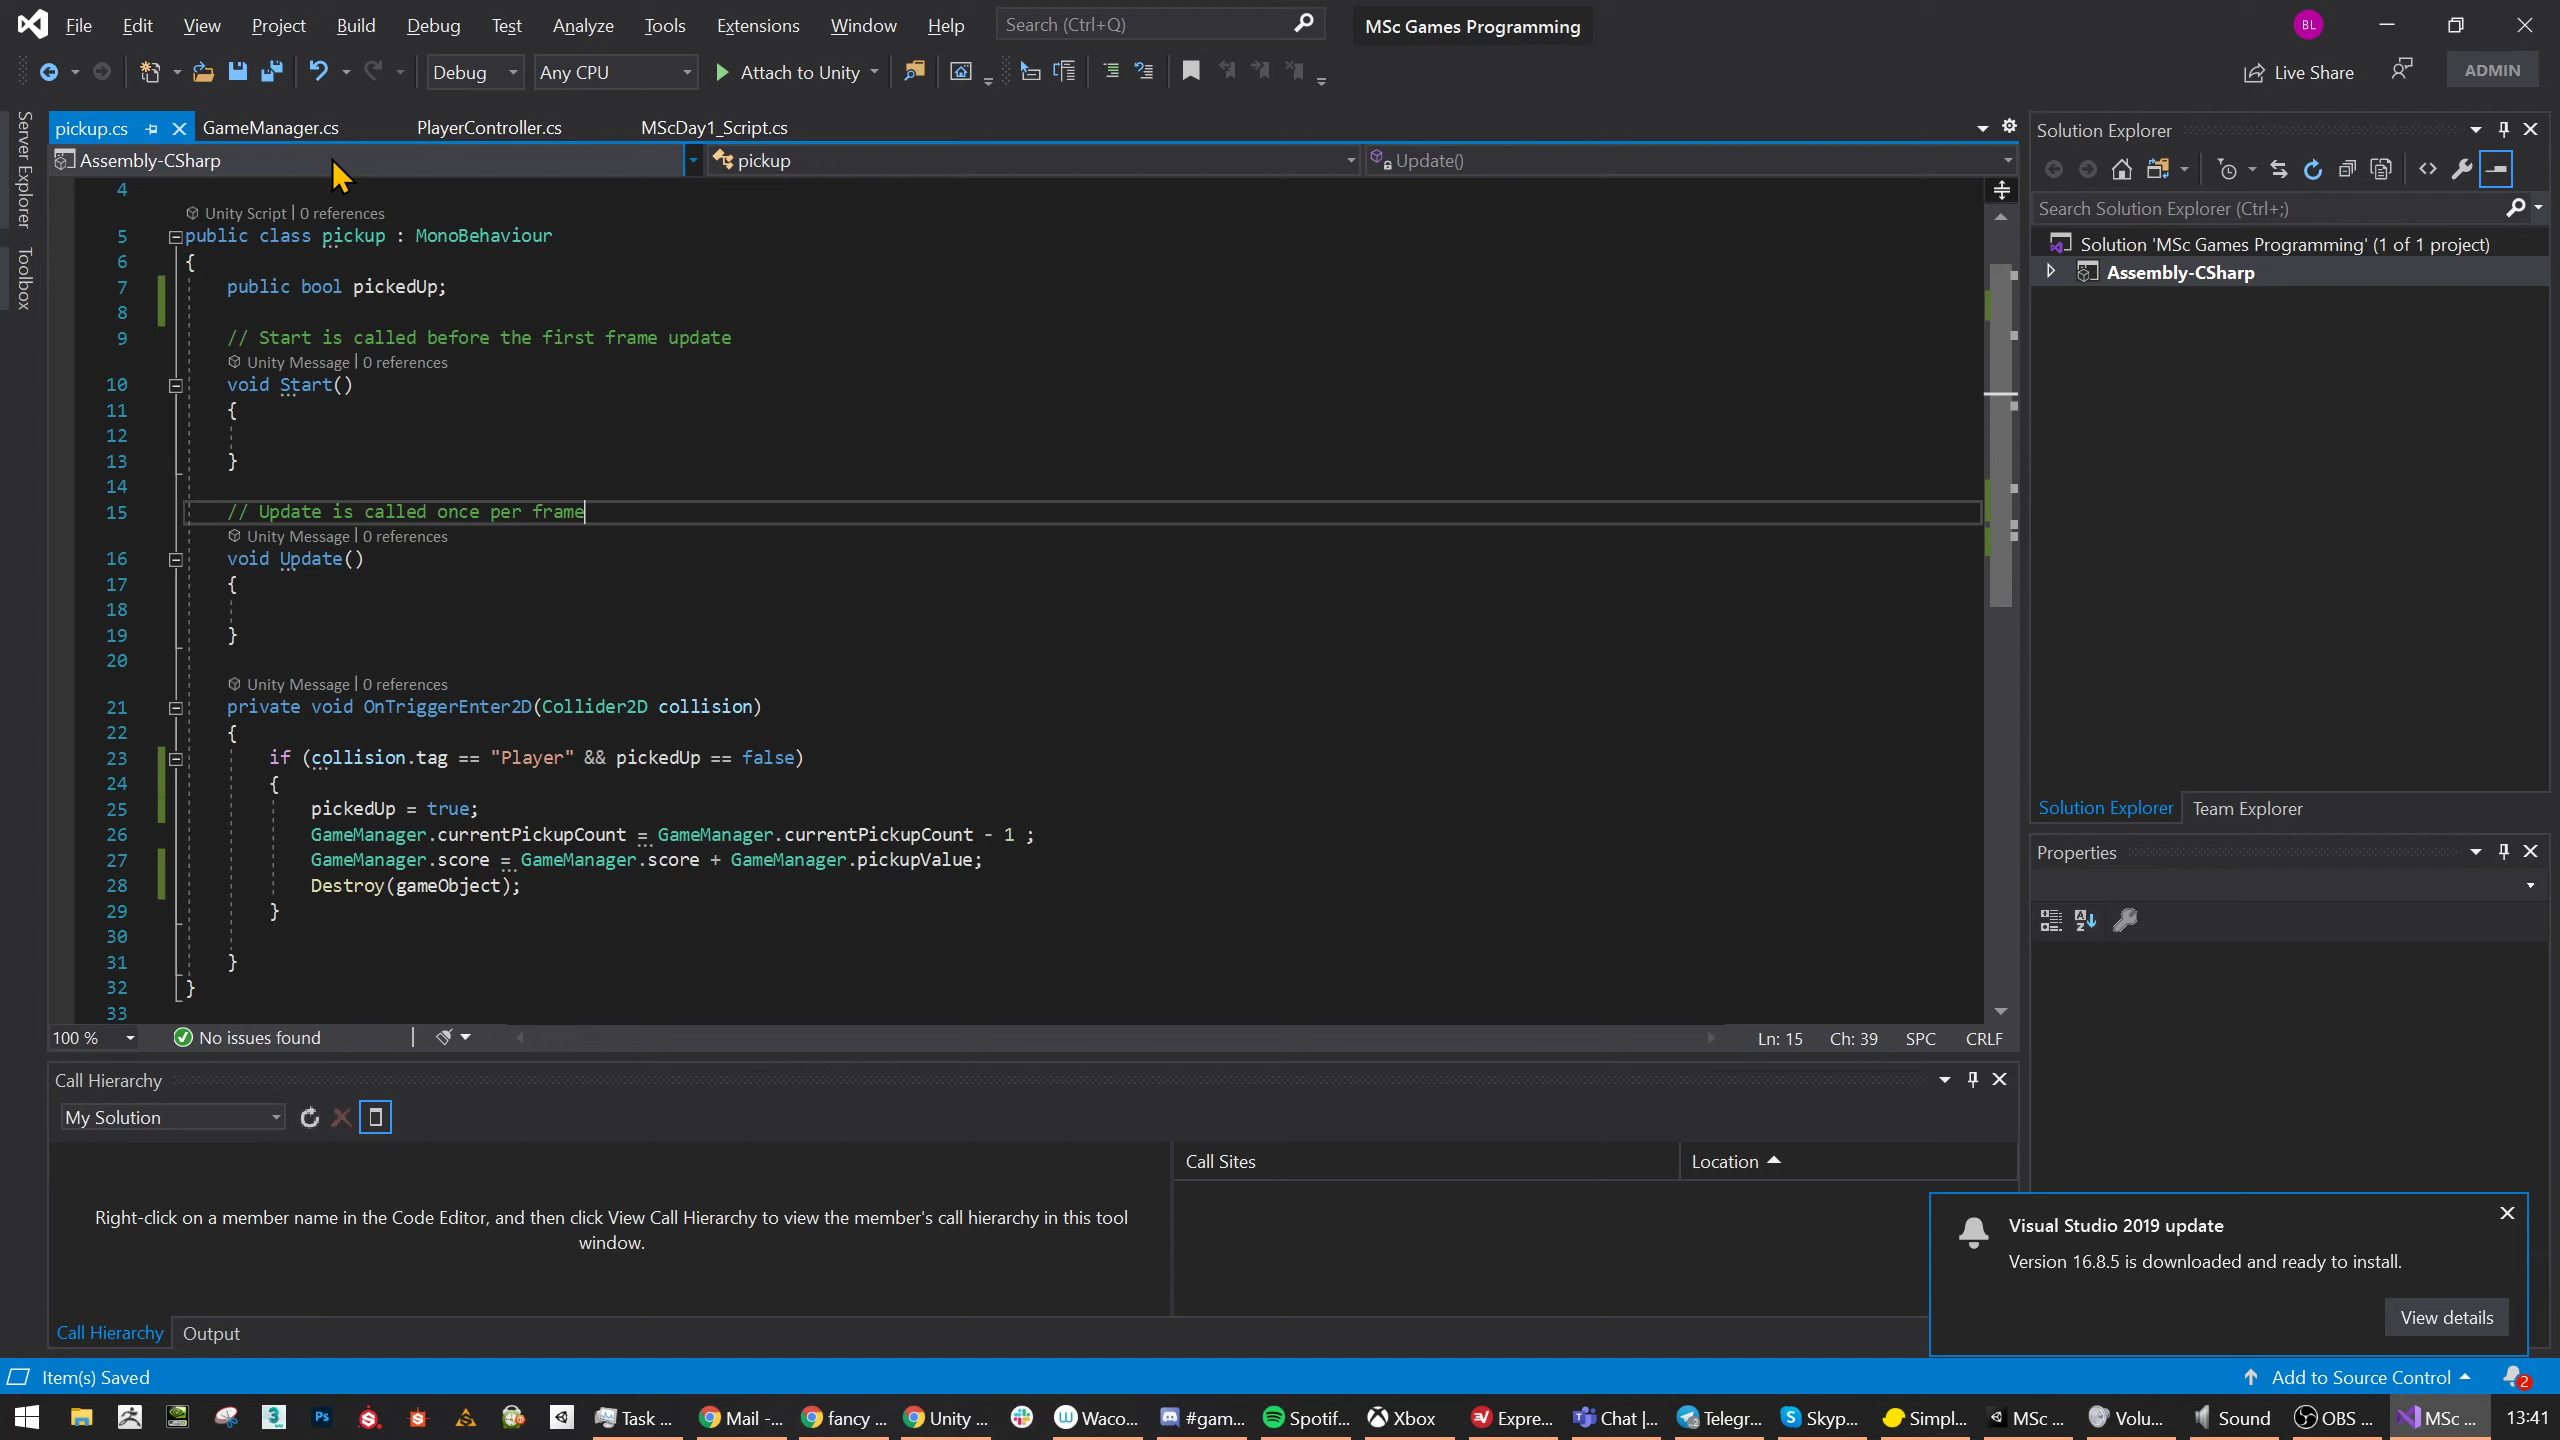 File Edit View Project Build Debug Test Analyze Tools Extensions Window Help Search (Ctrl+Q) MSc Games Programming BL
Debug Any CPU Attach to Unity Live Share ADMIN
Server Explorer
Toolbox
pickup.cs GameManager.cs PlayerController.cs MScDay1_Script.cs
Assembly-CSharp pickup Update()
4
Unity Script | 0 references
5 public class pickup : MonoBehaviour
6 {
7 public bool pickedUp;
8
9 // Start is called before the first frame update
Unity Message | 0 references
10 void Start()
11 {
12
13 }
14
15 // Update is called once per frame
Unity Message | 0 references
16 void Update()
17 {
18
19 }
20
Unity Message | 0 references
21 private void OnTriggerEnter2D(Collider2D collision)
22 {
23 if (collision.tag == "Player" && pickedUp == false)
24 {
25 pickedUp = true;
26 GameManager.currentPickupCount = GameManager.currentPickupCount - 1 ;
27 GameManager.score = GameManager.score + GameManager.pickupValue;
28 Destroy(gameObject);
29 }
30
31 }
32 }
33
100 % No issues found Ln: 15 Ch: 39 SPC CRLF
Solution Explorer
Search Solution Explorer (Ctrl+;)
Solution 'MSc Games Programming' (1 of 1 project)
Assembly-CSharp
Solution Explorer Team Explorer
Properties
Call Hierarchy
My Solution
Call Sites Location
Right-click on a member name in the Code Editor, and then click View Call Hierarchy to view the member's call hierarchy in this tool
window.
Call Hierarchy Output
Visual Studio 2019 update
Version 16.8.5 is downloaded and ready to install.
View details
Item(s) Saved Add to Source Control 2
Task ... Mail -... fancy ... Unity ... Waco... #gam... Spotif... Xbox Expre... Chat |... Telegr... Skyp... Simpl... MSc ... Volu... Sound OBS ... MSc ... 13:41